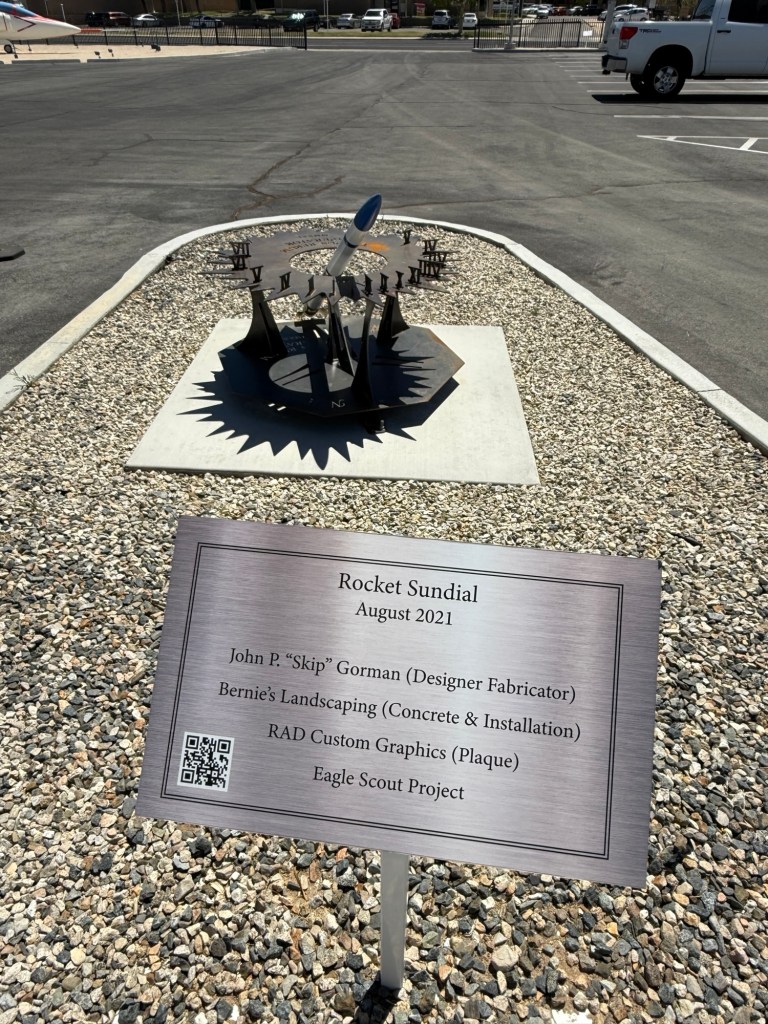 Rocket Sundial
August 2021
John P. “Skip” Gorman (Designer Fabricator)
Bernie’s Landscaping (Concrete & Installation)
RAD Custom Graphics (Plaque)
Eagle Scout Project